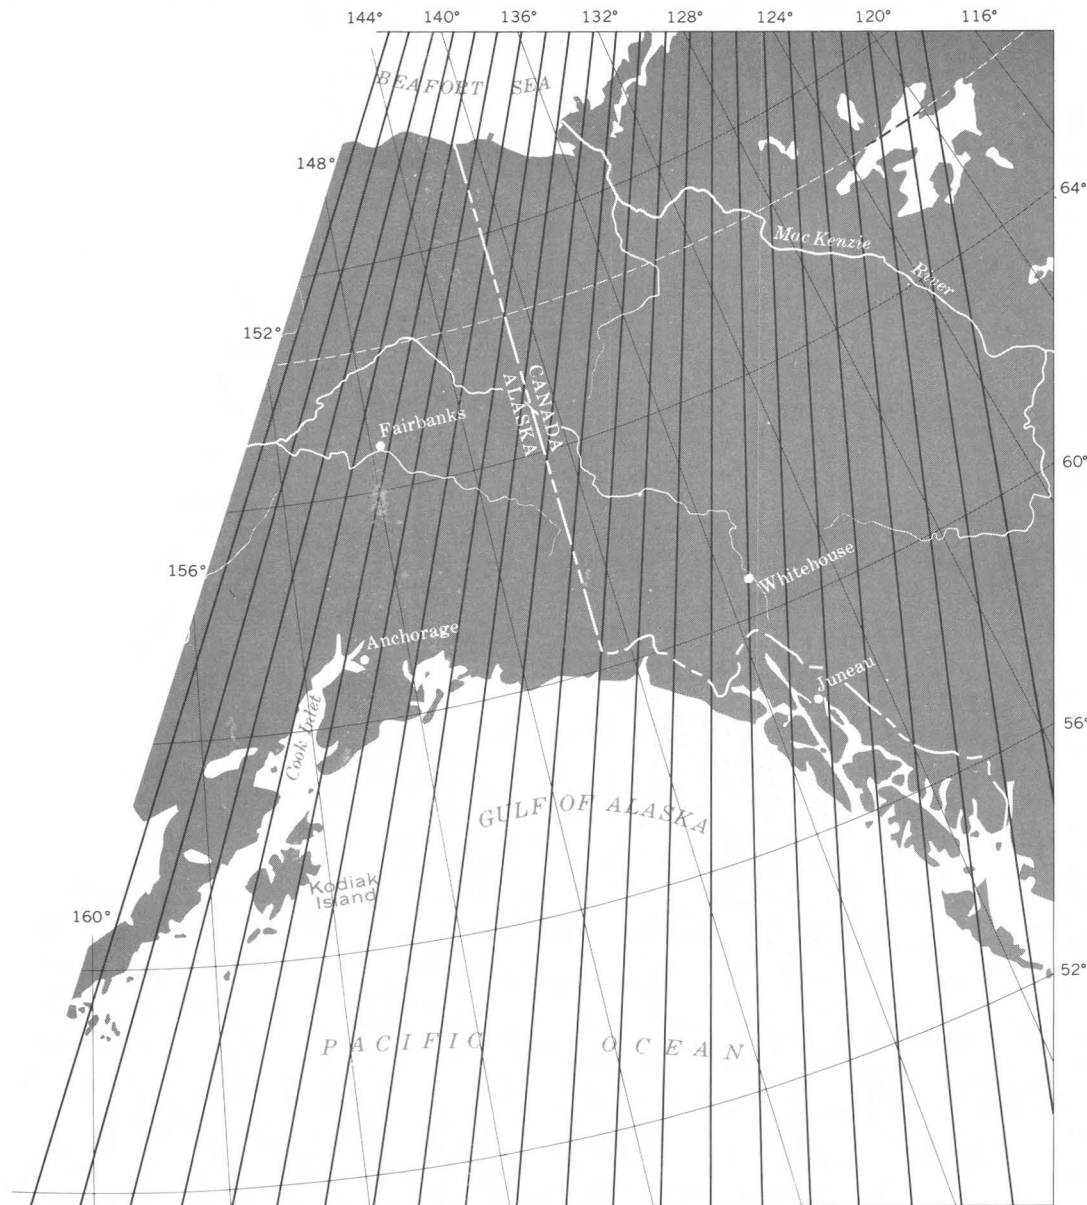 144° 140° 136° 132° 128° 124° 120° 116°
BEAFORT SEA
148°
64°
Mac Kenzie
River
152°
CANADA
ALASKA
Fairbanks
60°
156°
Whitehouse
Anchorage
Juneau
Cook Inlet
56°
GULF OF ALASKA
Kodiak
Island
160°
52°
PACIFIC OCEAN